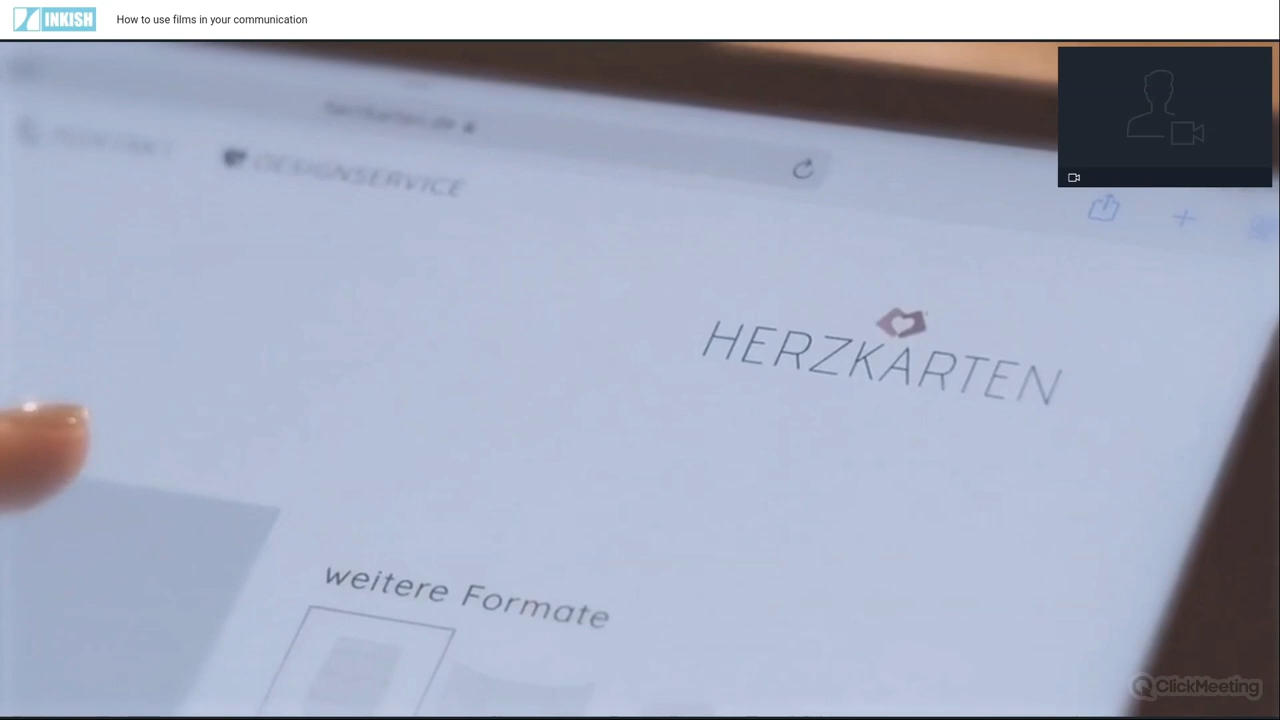 INKISH
How to use films in your communication
DESIGNSERVICE
HERZKARTEN
weitere Formate
ClickMeeting